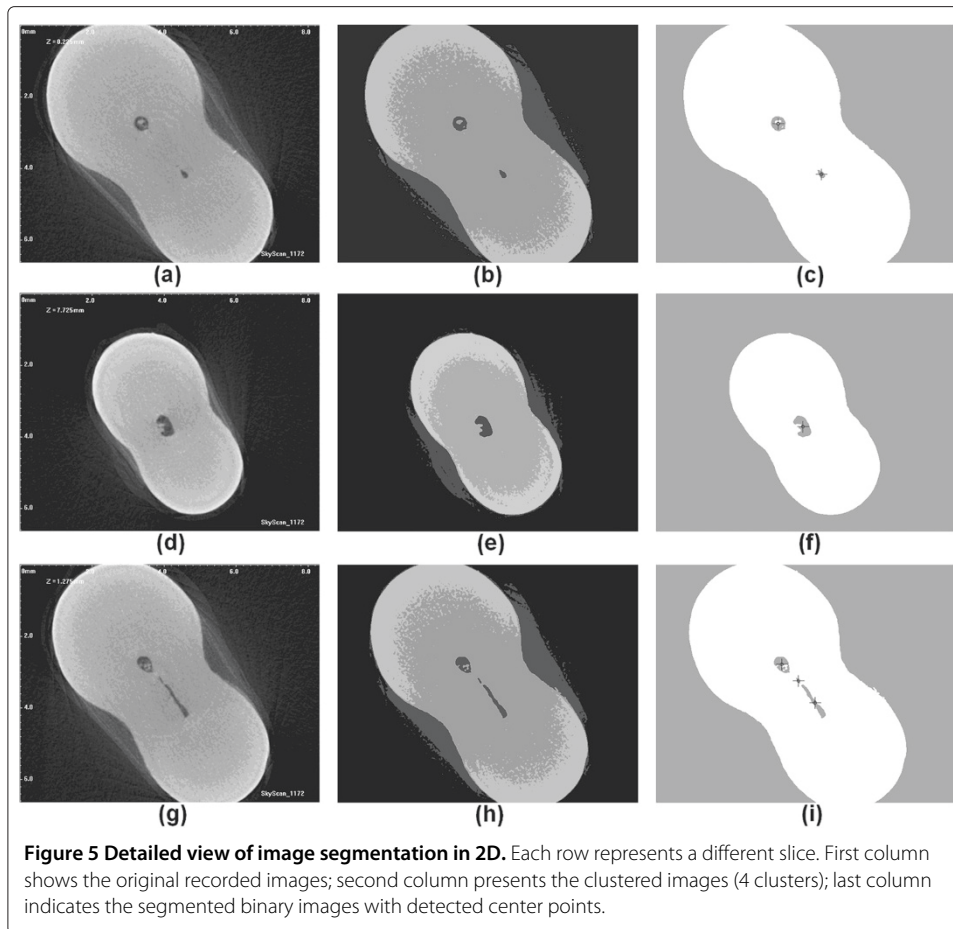 0mm 2.0 4.0 6.0 8.0
Z = 0.225mm
2.0
4.0
6.0
SkyScan_1172
(a) (b) (c)
0mm 2.0 4.0 6.0 8.0
Z = 7.725mm
2.0
4.0
6.0
SkyScan_1172
(d) (e) (f)
0mm 2.0 4.0 6.0 8.0
Z = 1.275mm
2.0
4.0
6.0
SkyScan_1172
(g) (h) (i)
Figure 5 Detailed view of image segmentation in 2D. Each row represents a different slice. First column
shows the original recorded images; second column presents the clustered images (4 clusters); last column
indicates the segmented binary images with detected center points.